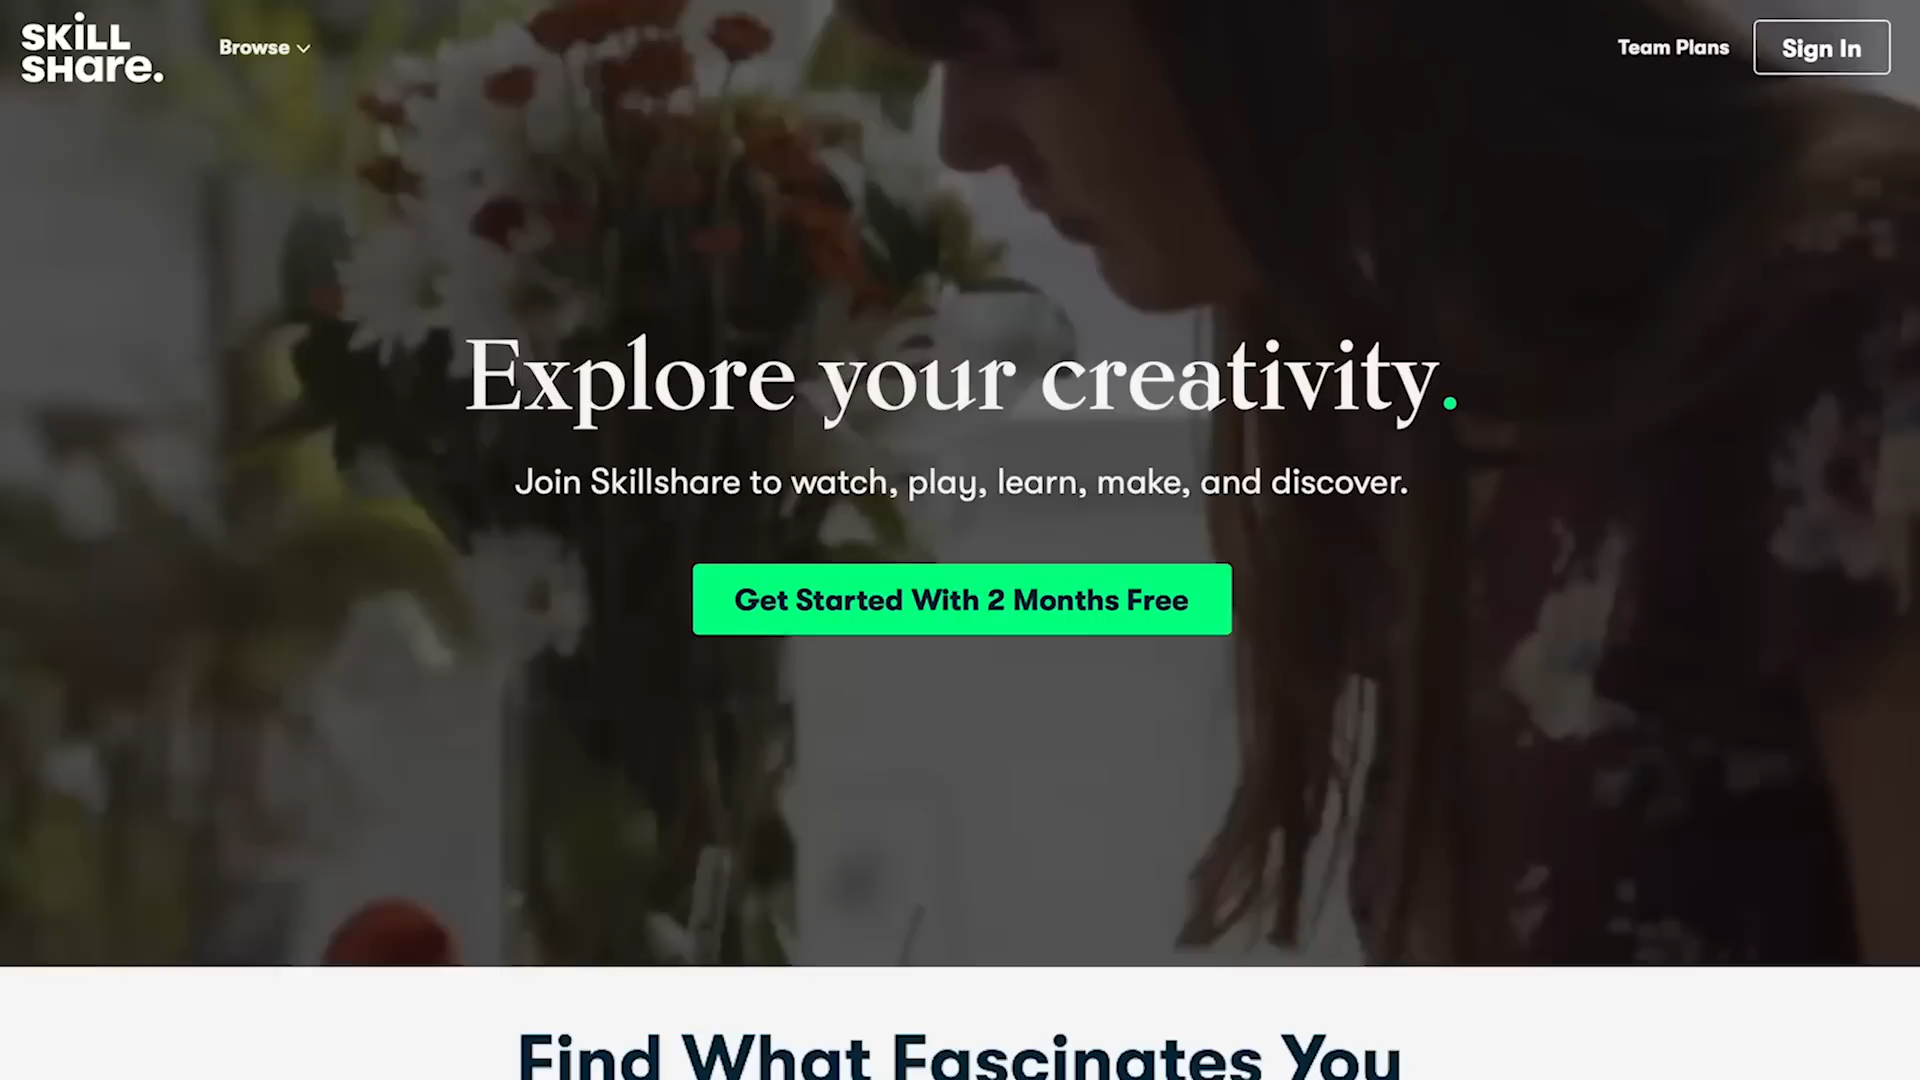 SKiLL
SHare.
Browse
Team Plans
Sign In
Explore your creativity.
Join Skillshare to watch, play, learn, make, and discover.
Get Started With 2 Months Free
Find What Fascinates You